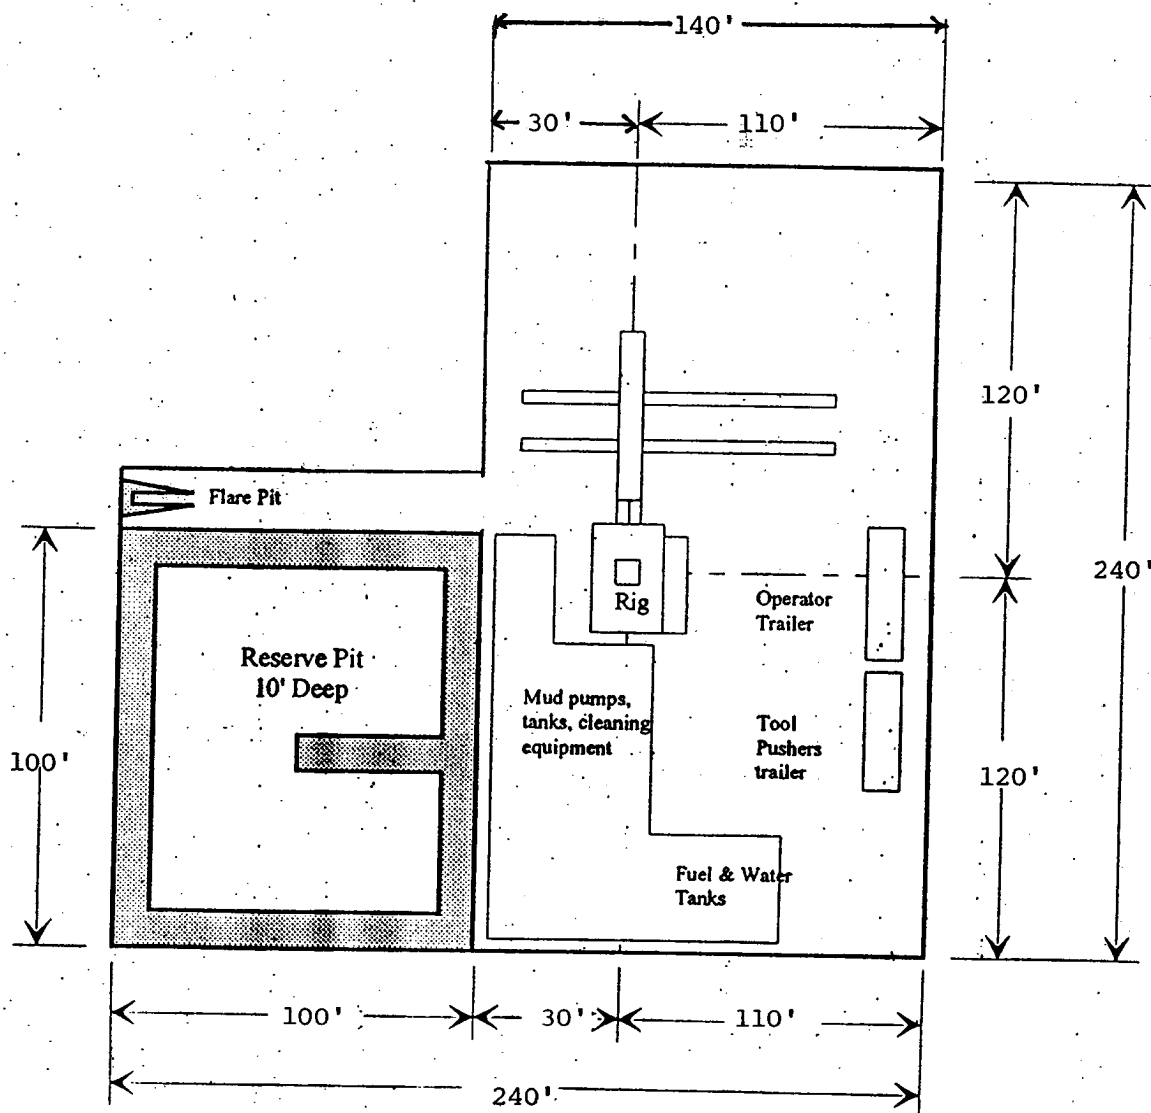 140'
30'
110'
120'
240'
Flare Pit
Operator
Trailer
Rig
Reserve Pit
10' Deep
Mud pumps,
tanks, cleaning
equipment
Tool
Pushers
trailer
100'
120'
Fuel & Water
Tanks
100'
30'
110'
240'